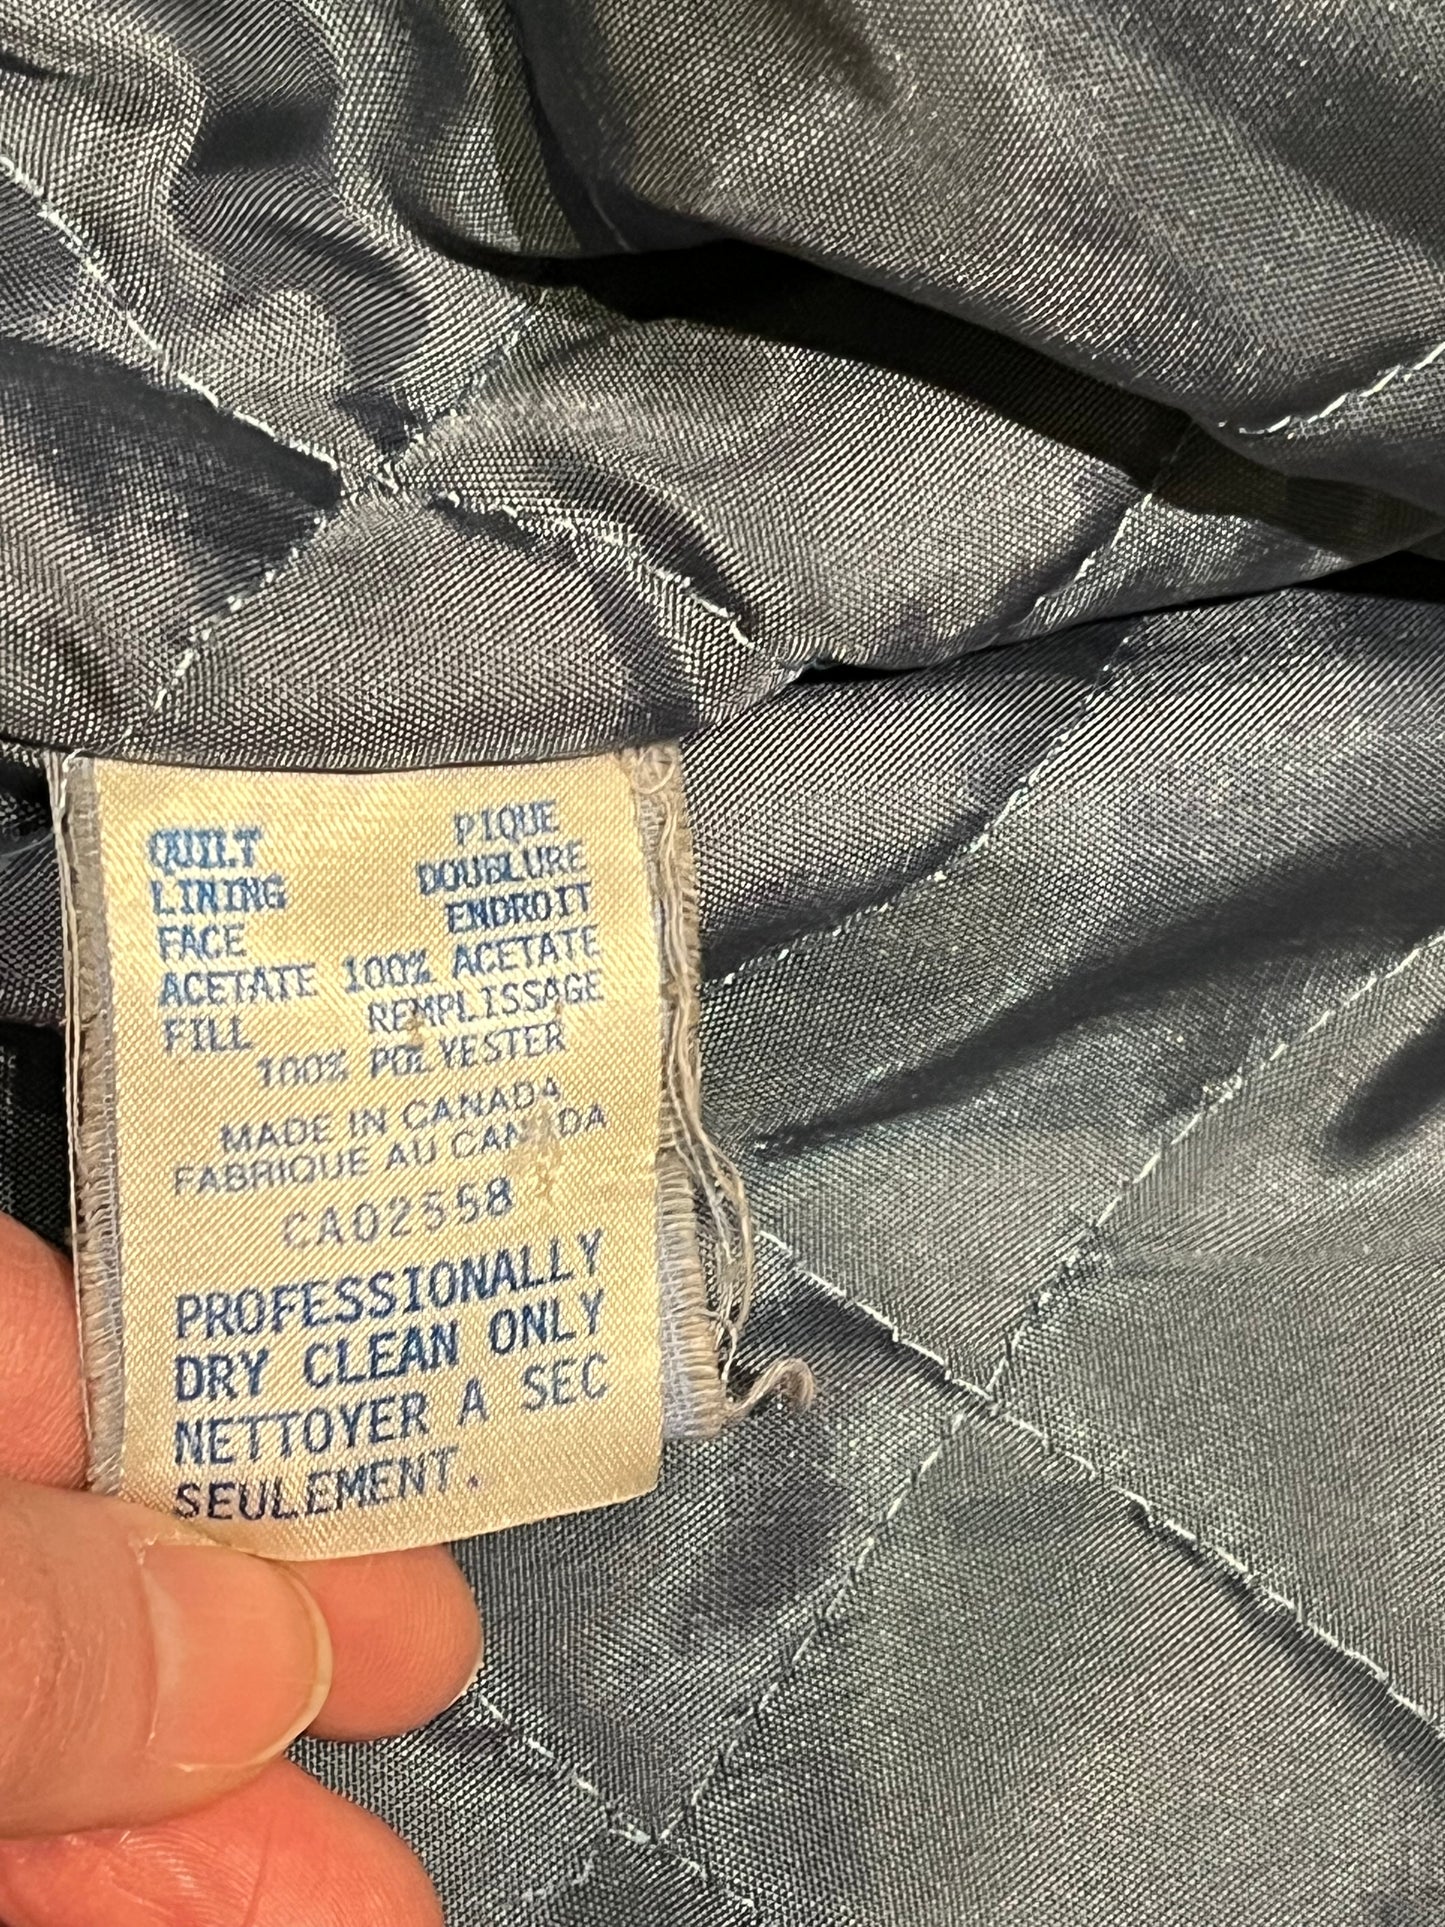 QUILT PIQUE
LINING DOUBLURE
FACE ENDROIT
ACETATE 100% ACETATE
FILL REMPLISSAGE
100% POLYESTER
MADE IN CANADA
FABRIQUE AU CANADA
CA02558
PROFESSIONALLY
DRY CLEAN ONLY
NETTOYER A SEC
SEULEMENT.